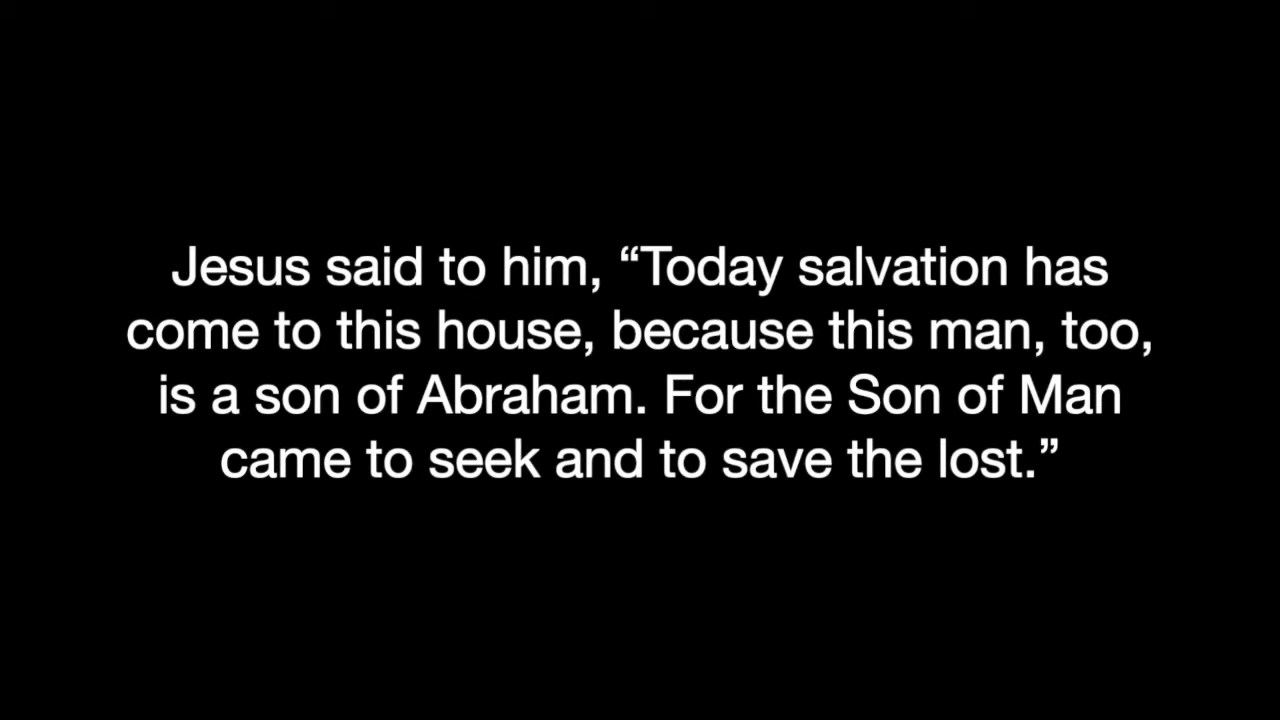 Jesus said to him, “Today salvation has
come to this house, because this man, too,
is a son of Abraham. For the Son of Man
came to seek and to save the lost.”